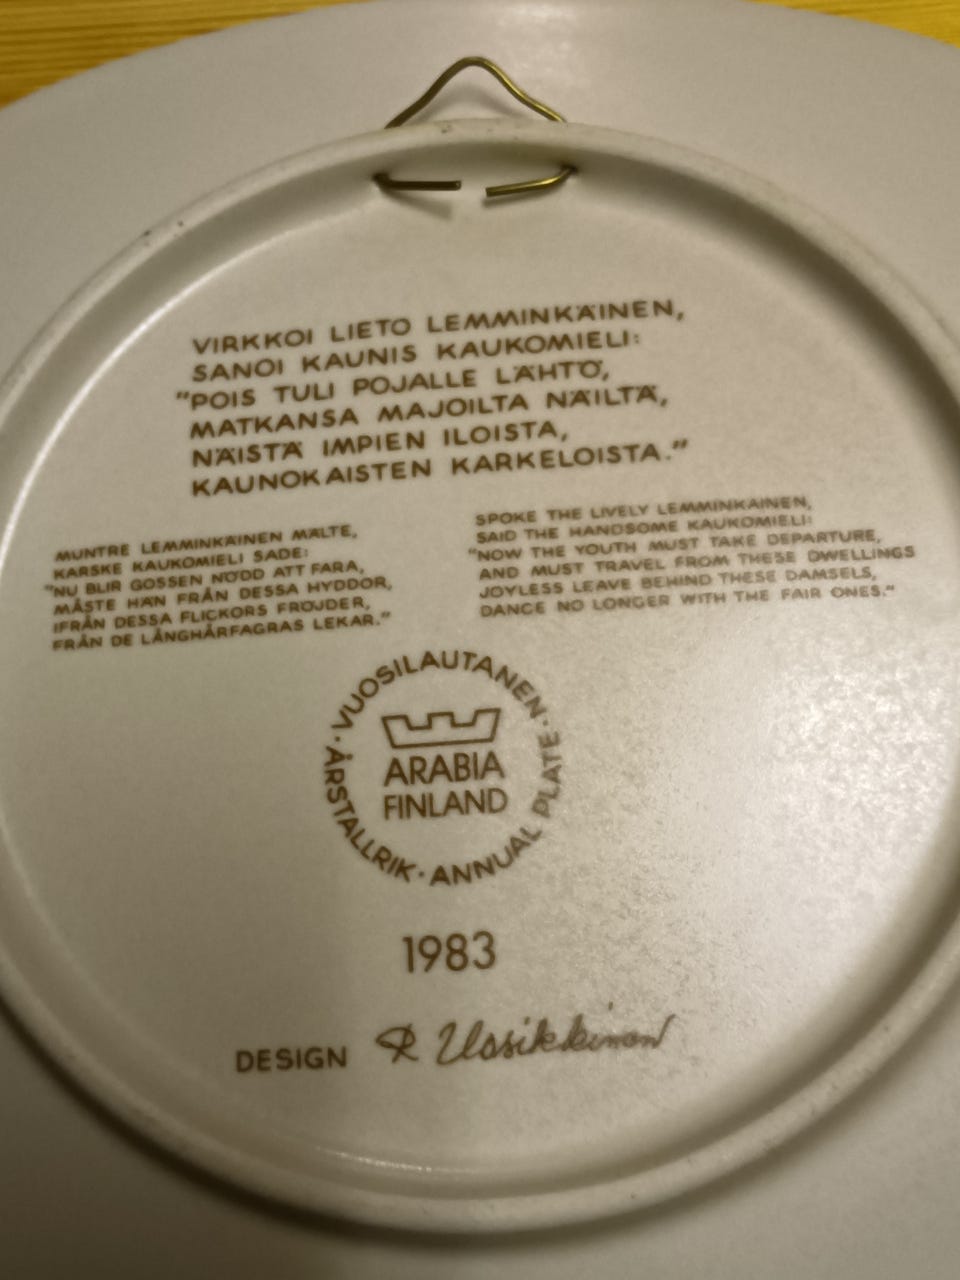 VIRKKOI LIETO LEMMINKÄINEN,
SANOI KAUNIS KAUKOMIELI:
"POIS TULI POJALLE LÄHTÖ,
MATKANSA MAJOILTA NÄILTÄ,
NÄISTÄ IMPIEN ILOISTA,
KAUNOKAISTEN KARKELOISTA."
MUNTRE LEMMINKÄINEN MÄLTE,
KARSKE KAUKOMIELI SADE:
"NU BLIR GOSSEN NÖDD ATT FARA,
MÅSTE HAN FRÅN DESSA HYDDOR,
IFRÅN DESSA FLICKORS FRÖJDER,
FRÅN DE LÅNGHÅRFAGRAS LEKAR."
SPOKE THE LIVELY LEMMINKÄINEN,
SAID THE HANDSOME KAUKOMIELI:
"NOW THE YOUTH MUST TAKE DEPARTURE,
AND MUST TRAVEL FROM THESE DWELLINGS
JOYLESS LEAVE BEHIND THESE DAMSELS,
DANCE NO LONGER WITH THE FAIR ONES."
VUOSILAUTANEN · ANNUAL PLATE · ÅRSTALLRIK ·
ARABIA
FINLAND
1983
DESIGN R Uosikkinen